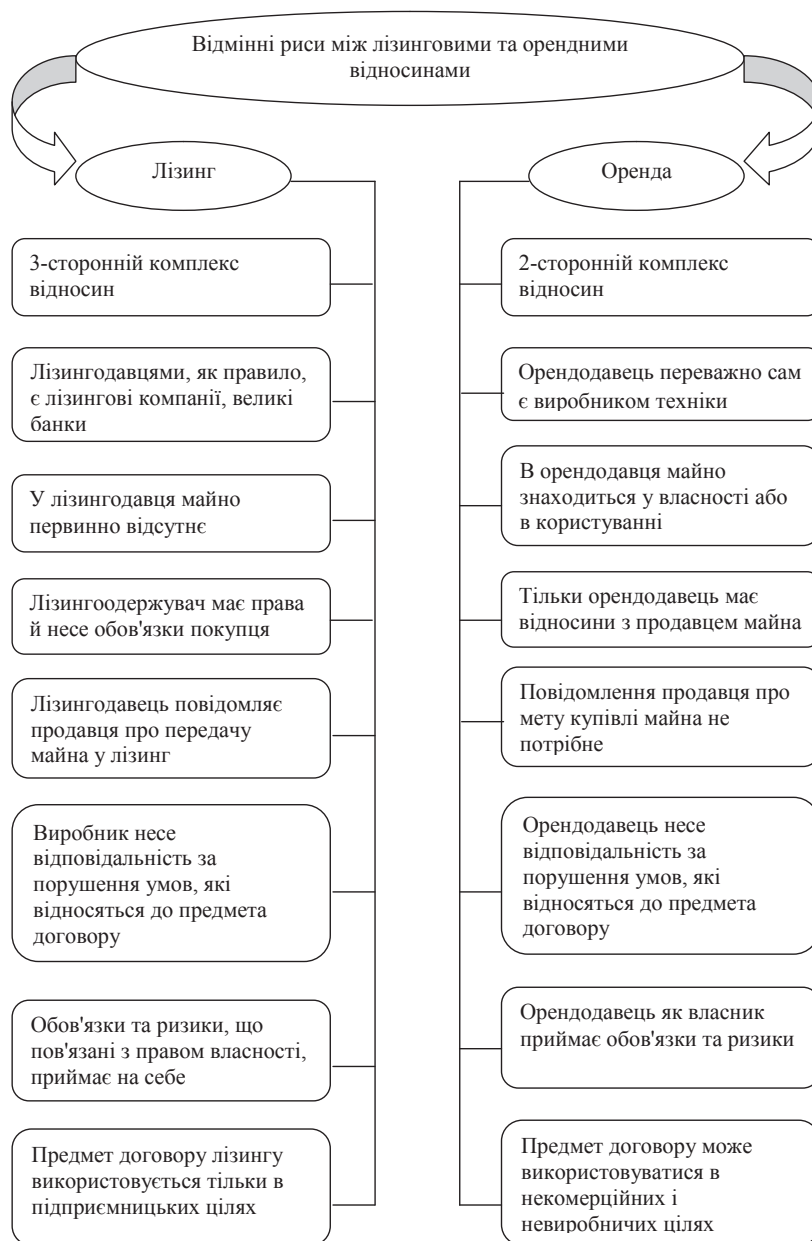 Відмінні риси між лізинговими та орендними
відносинами
Лізинг
3-сторонній комплекс
відносин
Лізингодавцями, як правило,
є лізингові компанії, великі
банки
У лізингодавця майно
первинно відсутнє
Лізингоодержувач має права
й несе обов'язки покупця
Лізингодавець повідомляє
продавця про передачу
майна у лізинг
Виробник несе
відповідальність за
порушення умов, які
відносяться до предмета
договору
Обов'язки та ризики, що
пов'язані з правом власності,
приймає на себе
Предмет договору лізингу
використовується тільки в
підприємницьких цілях
Оренда
2-сторонній комплекс
відносин
Орендодавець переважно сам
є виробником техніки
В орендодавця майно
знаходиться у власності або
в користуванні
Тільки орендодавець має
відносини з продавцем майна
Повідомлення продавця про
мету купівлі майна не
потрібне
Орендодавець несе
відповідальність за
порушення умов, які
відносяться до предмета
договору
Орендодавець як власник
приймає обов'язки та ризики
Предмет договору може
використовуватися в
некомерційних і
невиробничих цілях